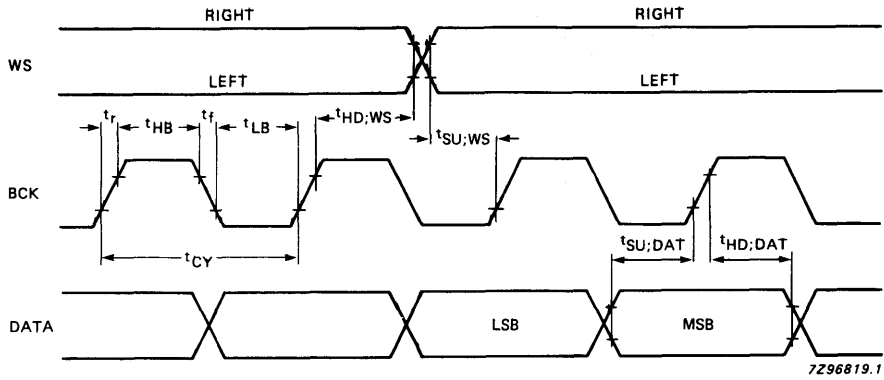 RIGHT RIGHT
WS
LEFT LEFT
tr tHB tf tLB tHD;WS
tSU;WS
BCK
tSU;DAT tHD;DAT
tCY
DATA LSB MSB
7Z96819.1